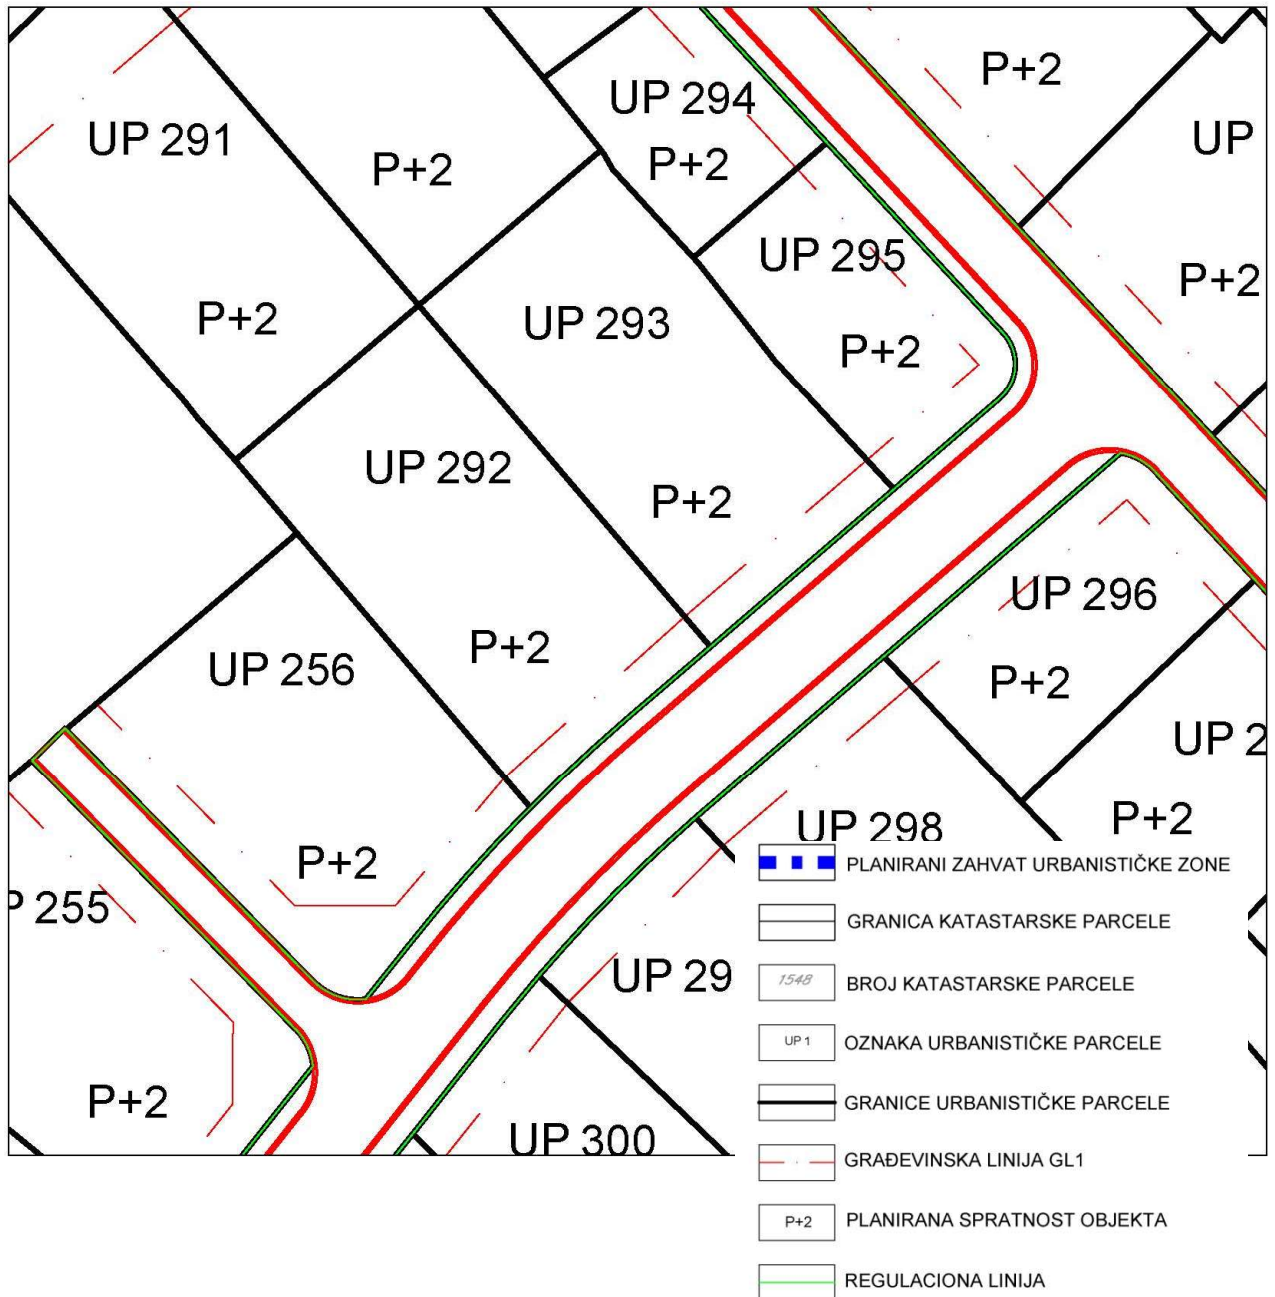 P+2
UP 294
UP 291
UP
P+2
P+2
UP 295
P+2
P+2
UP 293
P+2
UP 292
P+2
UP 296
P+2
UP 256
P+2
UP 2
P+2
UP 298
P+2
P 255
UP 29
P+2
UP 300
PLANIRANI ZAHVAT URBANISTIČKE ZONE
GRANICA KATASTARSKE PARCELE
1548 BROJ KATASTARSKE PARCELE
UP 1 OZNAKA URBANISTIČKE PARCELE
GRANICE URBANISTIČKE PARCELE
GRAĐEVINSKA LINIJA GL1
P+2 PLANIRANA SPRATNOST OBJEKTA
REGULACIONA LINIJA